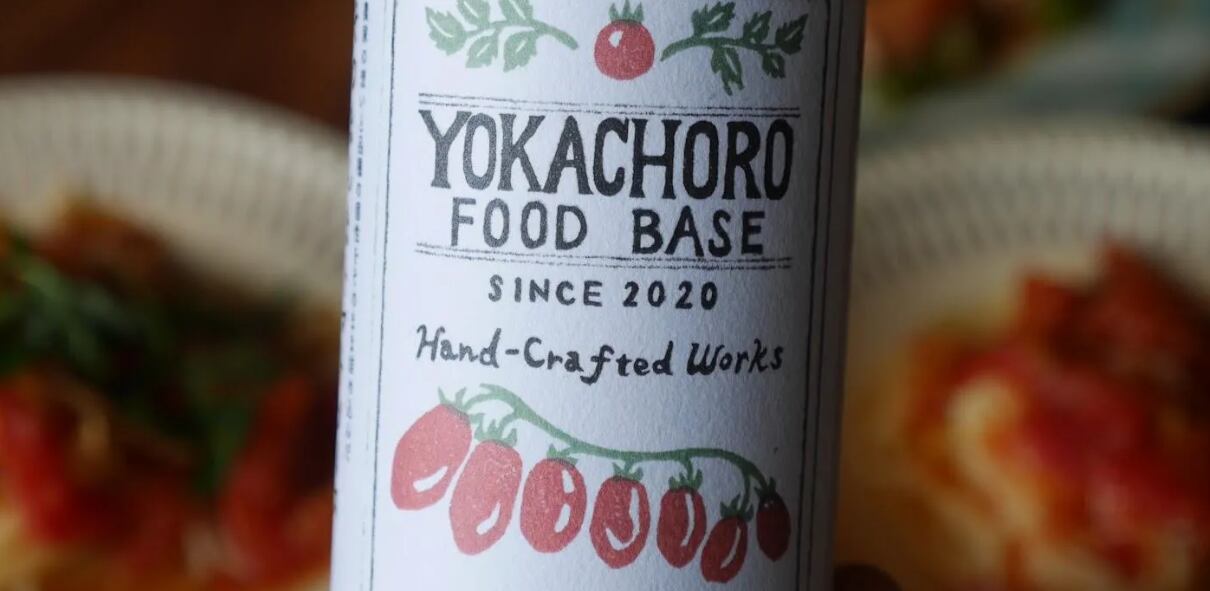 YOKACHORO
FOOD BASE
SINCE 2020
Hand-Crafted Works